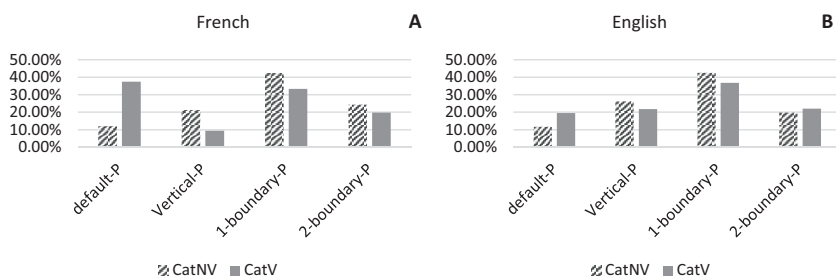 French A
50.00%
40.00%
30.00%
20.00%
10.00%
0.00%
default-P Vertical-P 1-boundary-P 2-boundary-P
CatNV CatV
English B
50.00%
40.00%
30.00%
20.00%
10.00%
0.00%
default-P Vertical-P 1-boundary-P 2-boundary-P
CatNV CatV